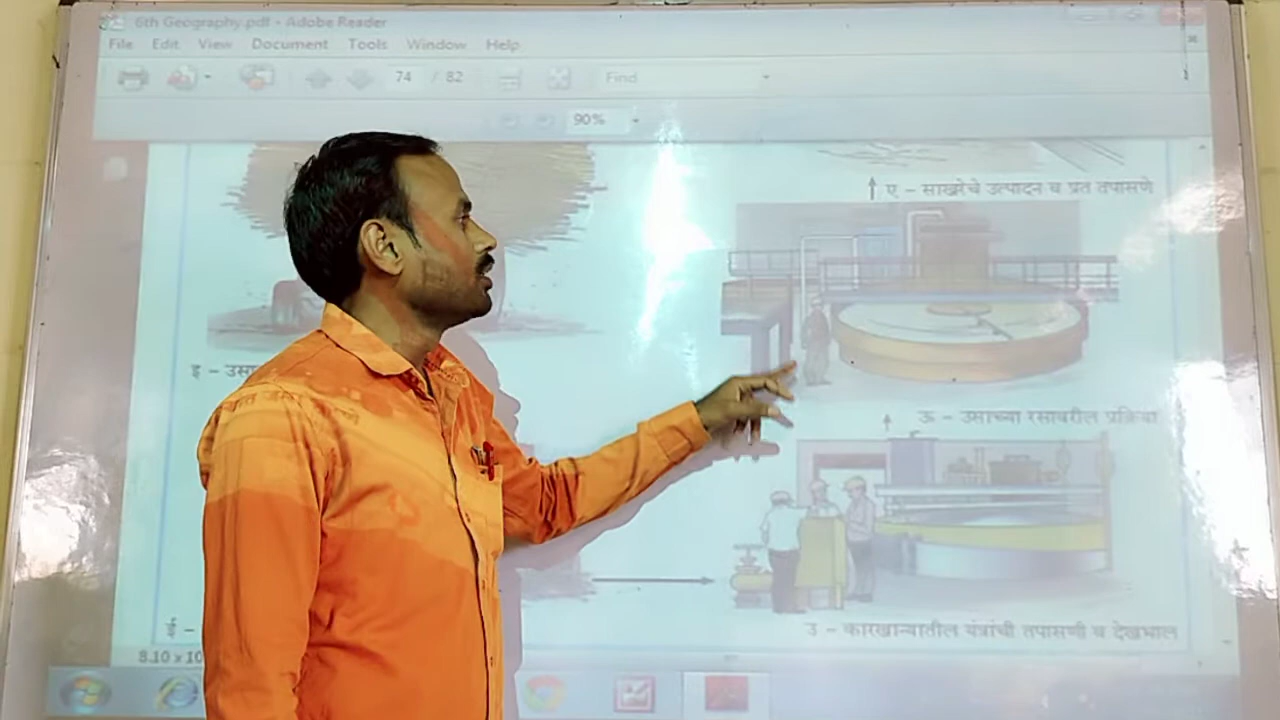 6th Geography.pdf - Adobe Reader
File Edit View Document Tools Window Help
74 / 82 Find
90%
ए – साखरेचे उत्पादन व प्रत तपासणे
इ – उसा
ऊ – उसाच्या रसावरील प्रक्रिया
उ – कारखान्यातील यंत्रांची तपासणी व देखभाल
ई –
8.10 x 10